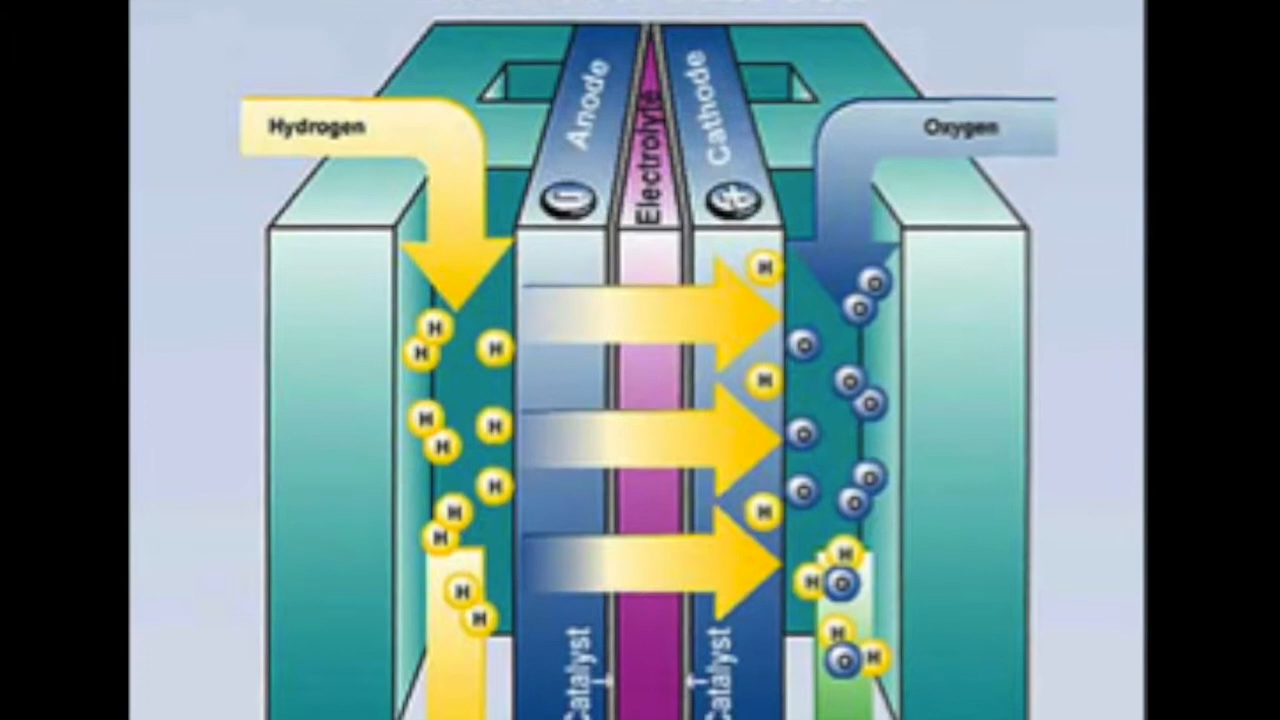 Hydrogen
Anode
Electrolyte
Cathode
Oxygen
−
+
H
H
H
H
H
H
H
H
H
H
H
H
H
H
O
O
O
O
O
O
O
O
O
H
H
O
H
O
H
Catalyst
Catalyst